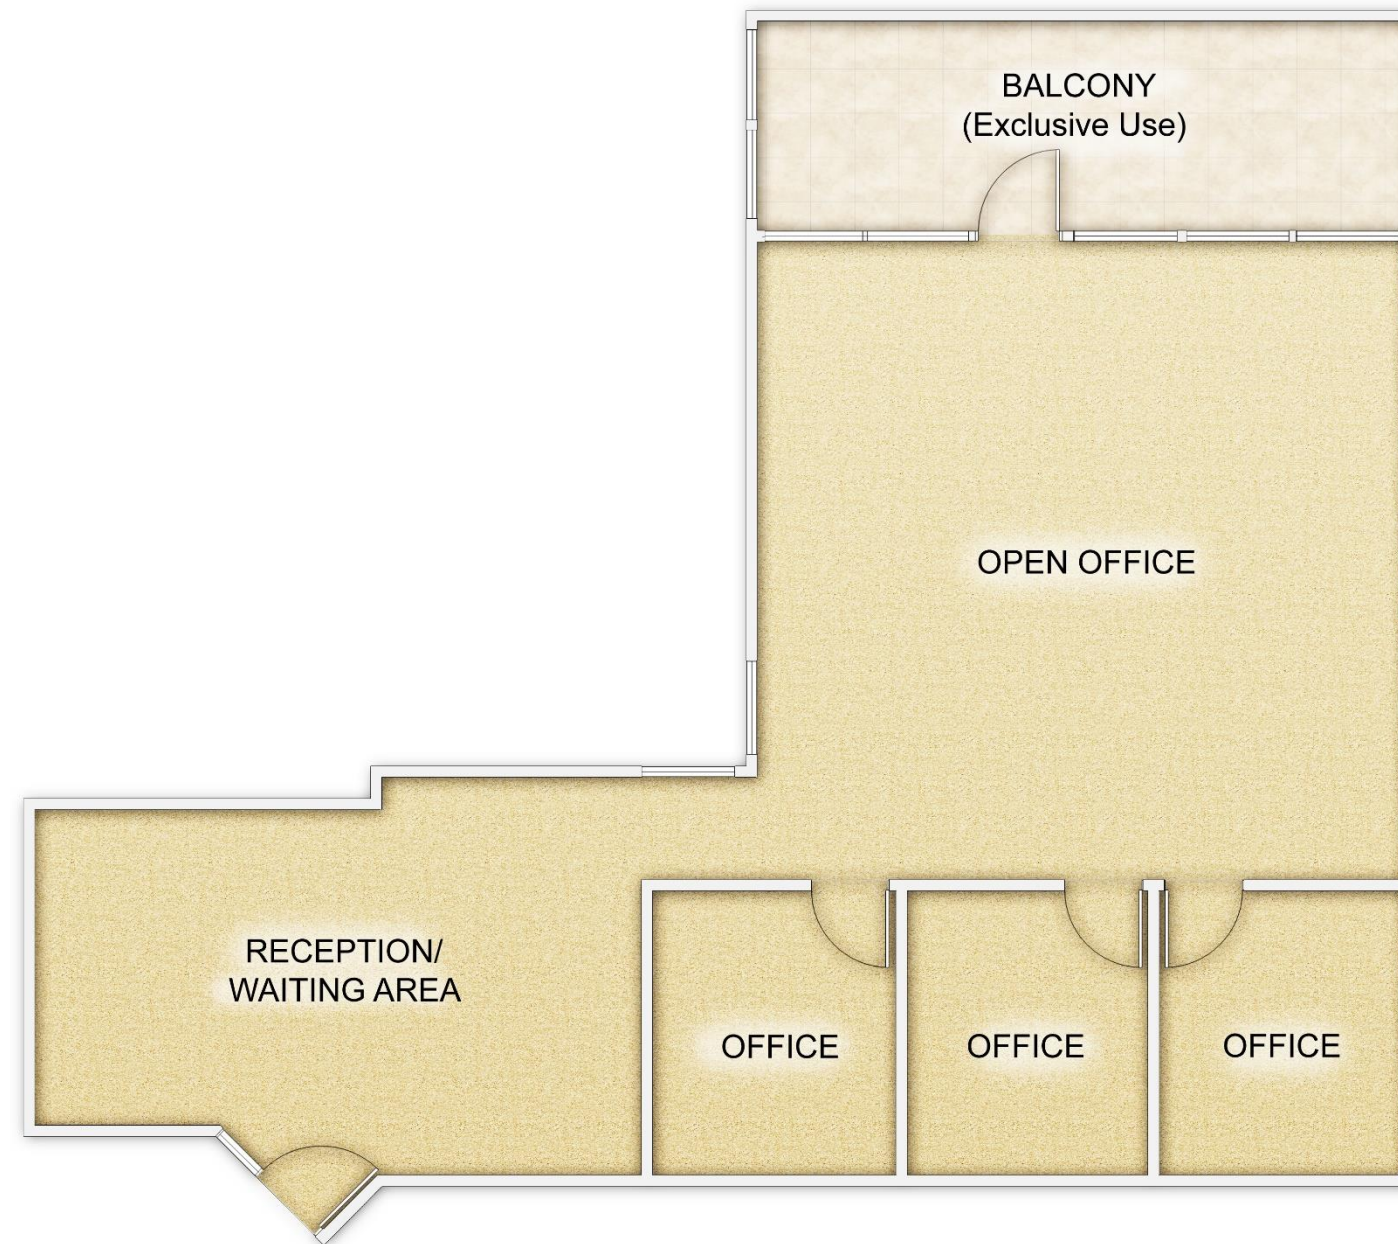 BALCONY
(Exclusive Use)
OPEN OFFICE
RECEPTION/
WAITING AREA
OFFICE
OFFICE
OFFICE